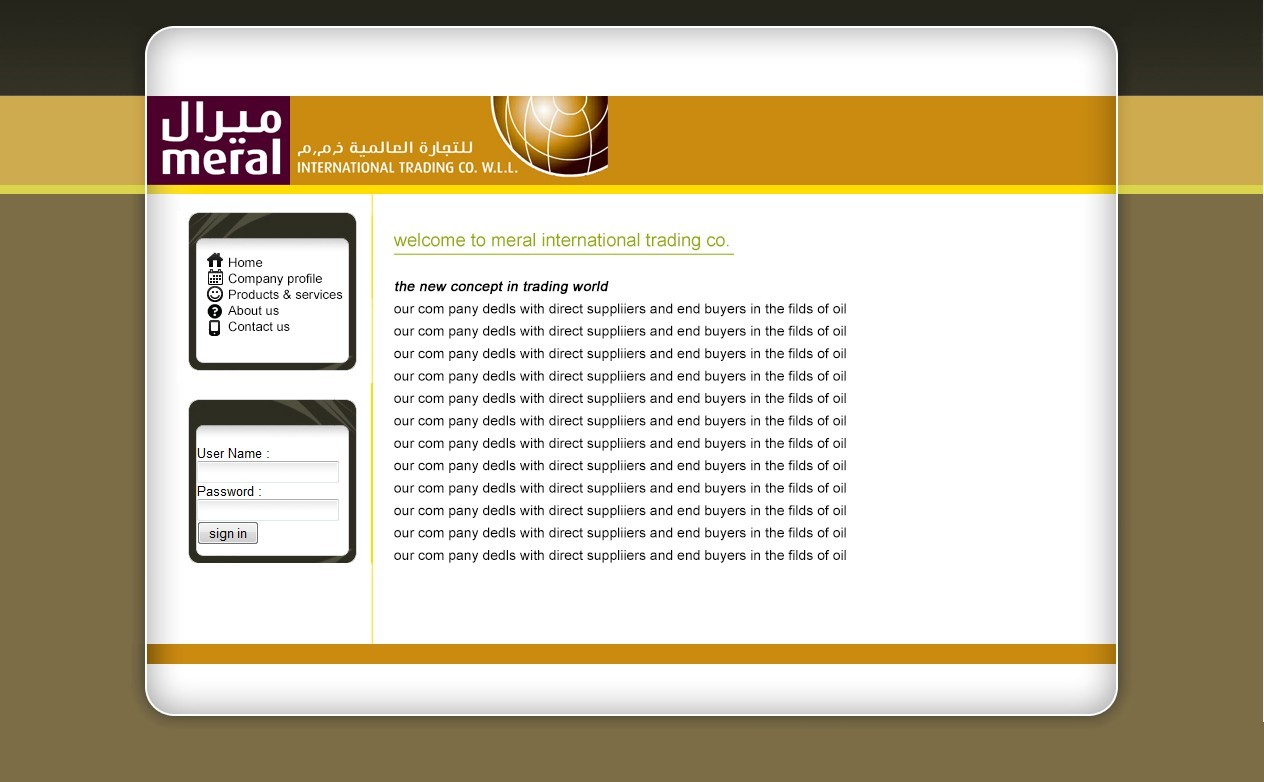 ميرال
meral
للتجارة العالمية ذ,م,م
INTERNATIONAL TRADING CO. W.L.L.
Home
Company profile
Products & services
About us
Contact us
User Name :
Password :
sign in
welcome to meral international trading co.
the new concept in trading world
our com pany dedls with direct suppliiers and end buyers in the filds of oil
our com pany dedls with direct suppliiers and end buyers in the filds of oil
our com pany dedls with direct suppliiers and end buyers in the filds of oil
our com pany dedls with direct suppliiers and end buyers in the filds of oil
our com pany dedls with direct suppliiers and end buyers in the filds of oil
our com pany dedls with direct suppliiers and end buyers in the filds of oil
our com pany dedls with direct suppliiers and end buyers in the filds of oil
our com pany dedls with direct suppliiers and end buyers in the filds of oil
our com pany dedls with direct suppliiers and end buyers in the filds of oil
our com pany dedls with direct suppliiers and end buyers in the filds of oil
our com pany dedls with direct suppliiers and end buyers in the filds of oil
our com pany dedls with direct suppliiers and end buyers in the filds of oil